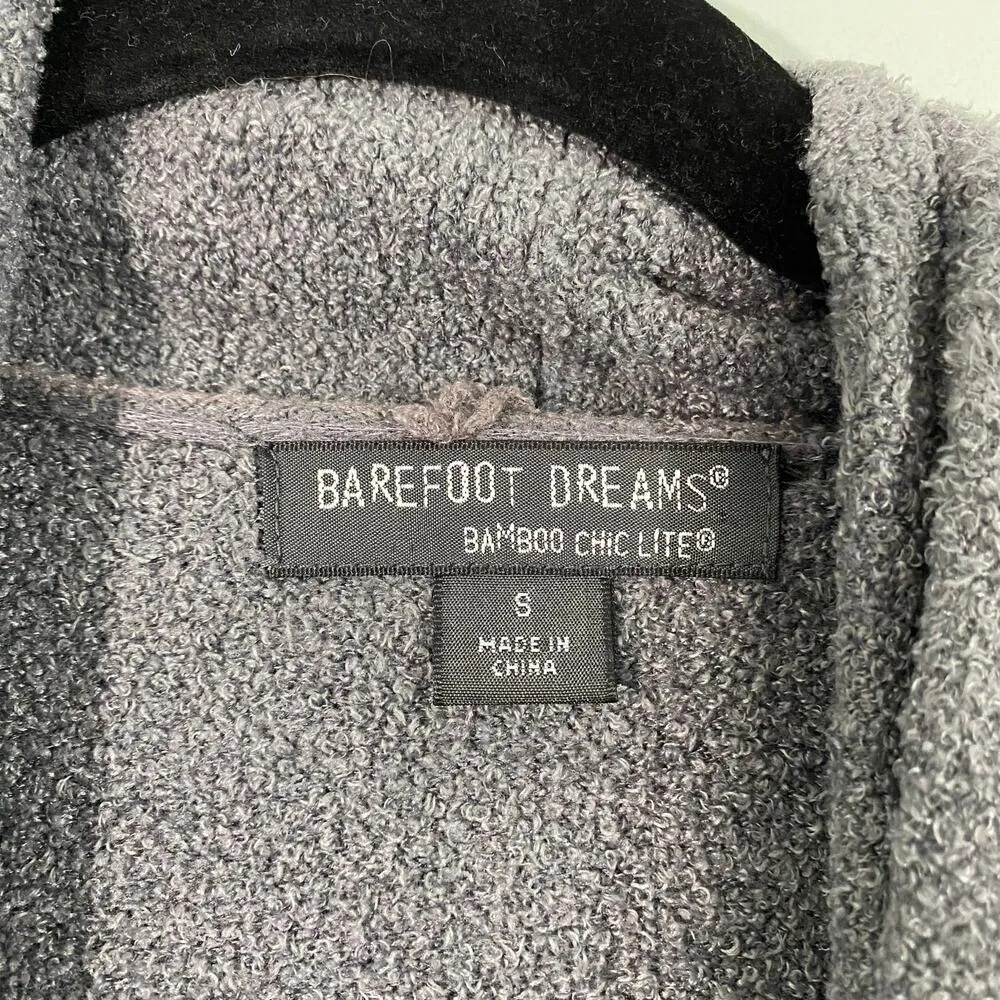 BAREFOOT DREAMS®
BAMBOO CHIC LITE®
S
MADE IN
CHINA